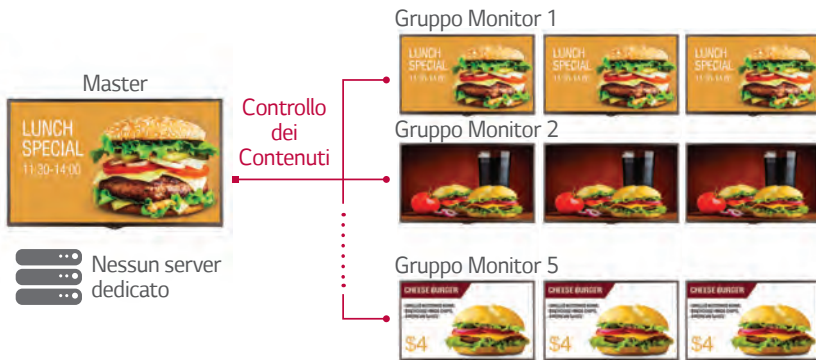 Gruppo Monitor 1
LUNCH
SPECIAL
LUNCH
SPECIAL
LUNCH
SPECIAL
Master
LUNCH
SPECIAL
11:30-14:00
Controllo
dei
Contenuti
Gruppo Monitor 2
Nessun server
dedicato
Gruppo Monitor 5
CHEESE BURGER
$4
CHEESE BURGER
$4
CHEESE BURGER
$4